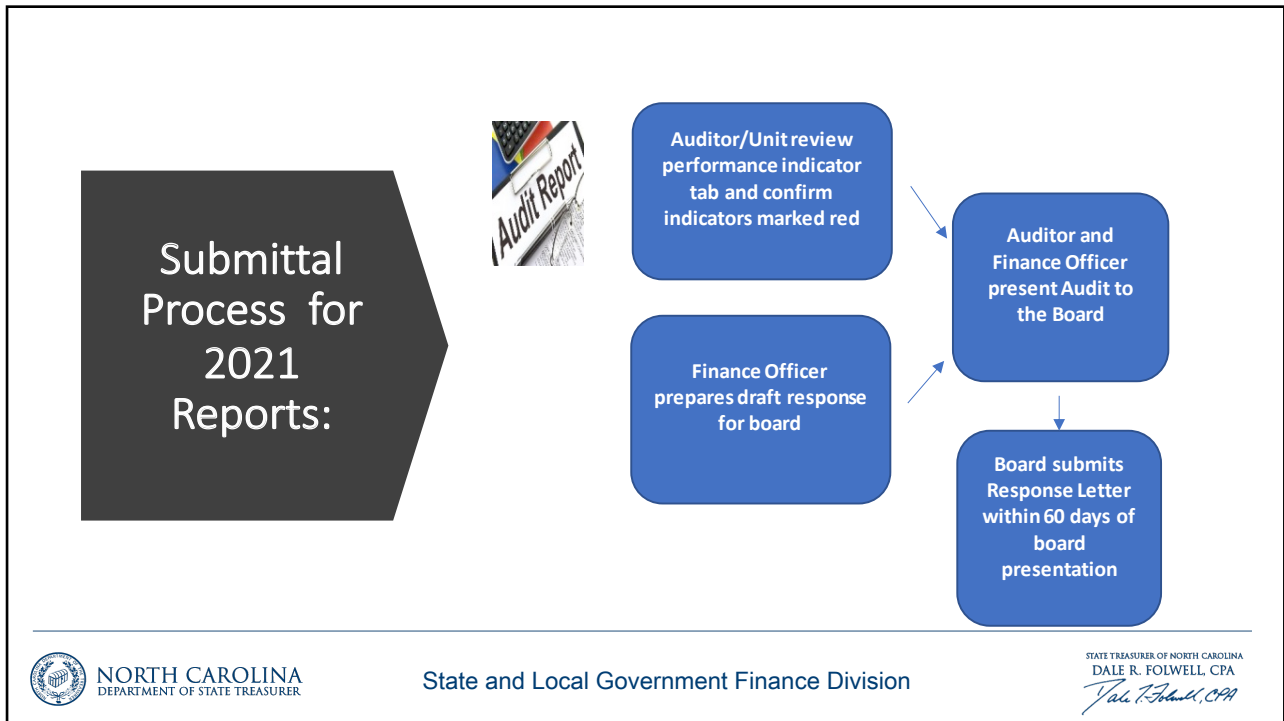 Submittal
Process for
2021
Reports:
Audit Report
Auditor/Unit review
performance indicator
tab and confirm
indicators marked red
Finance Officer
prepares draft response
for board
Auditor and
Finance Officer
present Audit to
the Board
Board submits
Response Letter
within 60 days of
board
presentation
NORTH CAROLINA
DEPARTMENT OF STATE TREASURER
State and Local Government Finance Division
STATE TREASURER OF NORTH CAROLINA
DALE R. FOLWELL, CPA
Dale R. Folwell, CPA